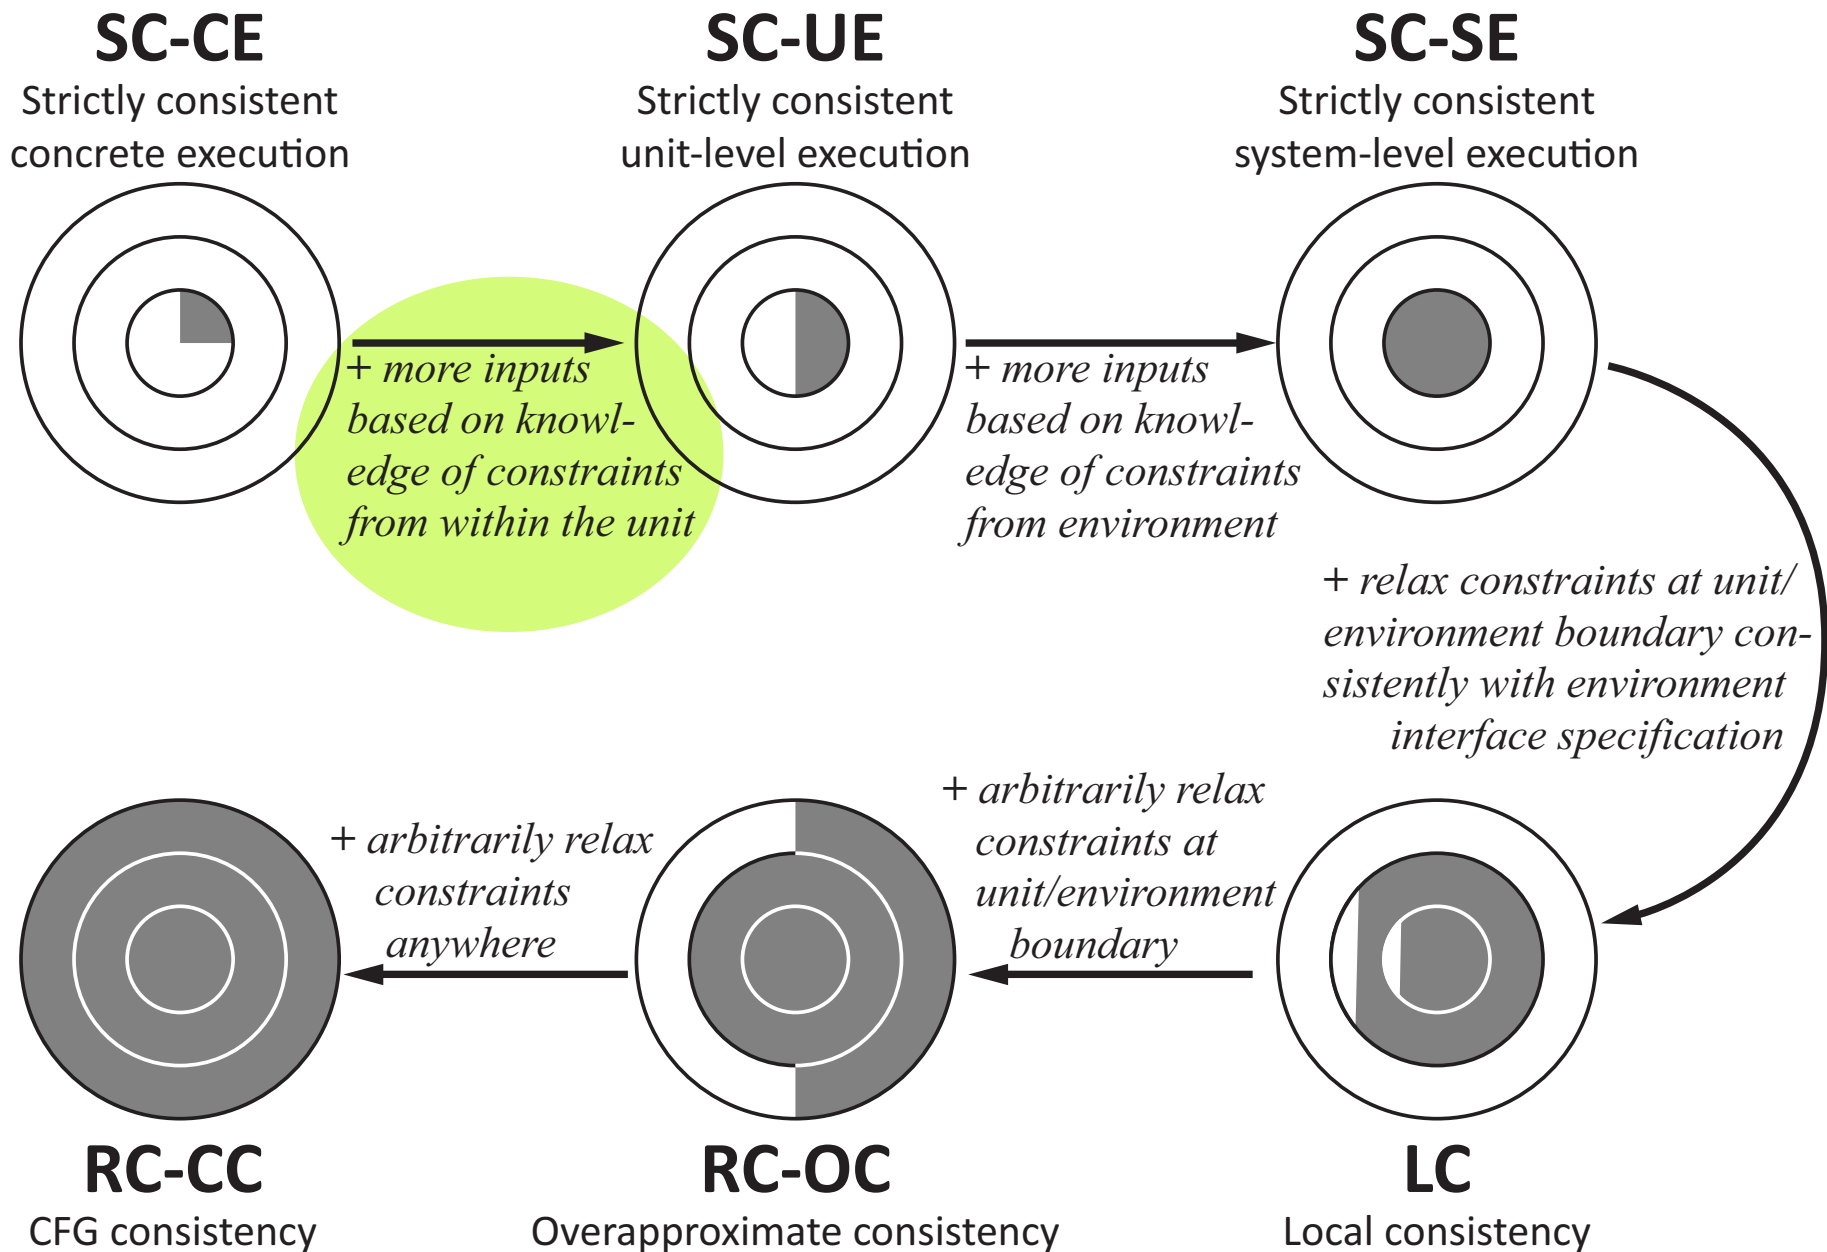 SC-CE
Strictly consistent
concrete execution
SC-UE
Strictly consistent
unit-level execution
SC-SE
Strictly consistent
system-level execution
+ more inputs
based on knowl-
edge of constraints
from within the unit
+ more inputs
based on knowl-
edge of constraints
from environment
+ relax constraints at unit/
environment boundary con-
sistently with environment
interface specification
+ arbitrarily relax
constraints at
unit/environment
boundary
+ arbitrarily relax
constraints
anywhere
RC-CC
CFG consistency
RC-OC
Overapproximate consistency
LC
Local consistency